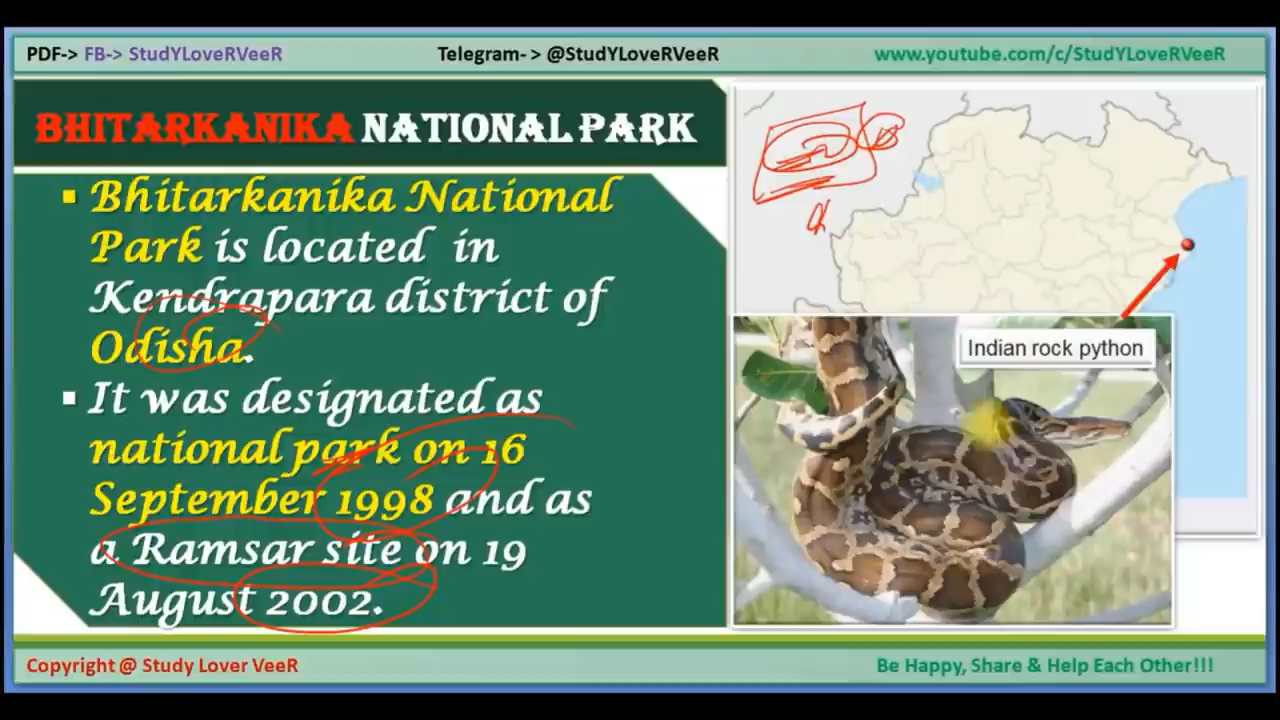 PDF-> FB-> StudYLoveRVeeR
Telegram- > @StudYLoveRVeeR
www.youtube.com/c/StudYLoveRVeeR
BHITARKANIKA NATIONAL PARK
▪ Bhitarkanika National
Park is located in
Kendrapara district of
Odisha.
▪ It was designated as
national park on 16
September 1998 and as
a Ramsar site on 19
August 2002.
Indian rock python
Copyright @ Study Lover VeeR
Be Happy, Share & Help Each Other!!!